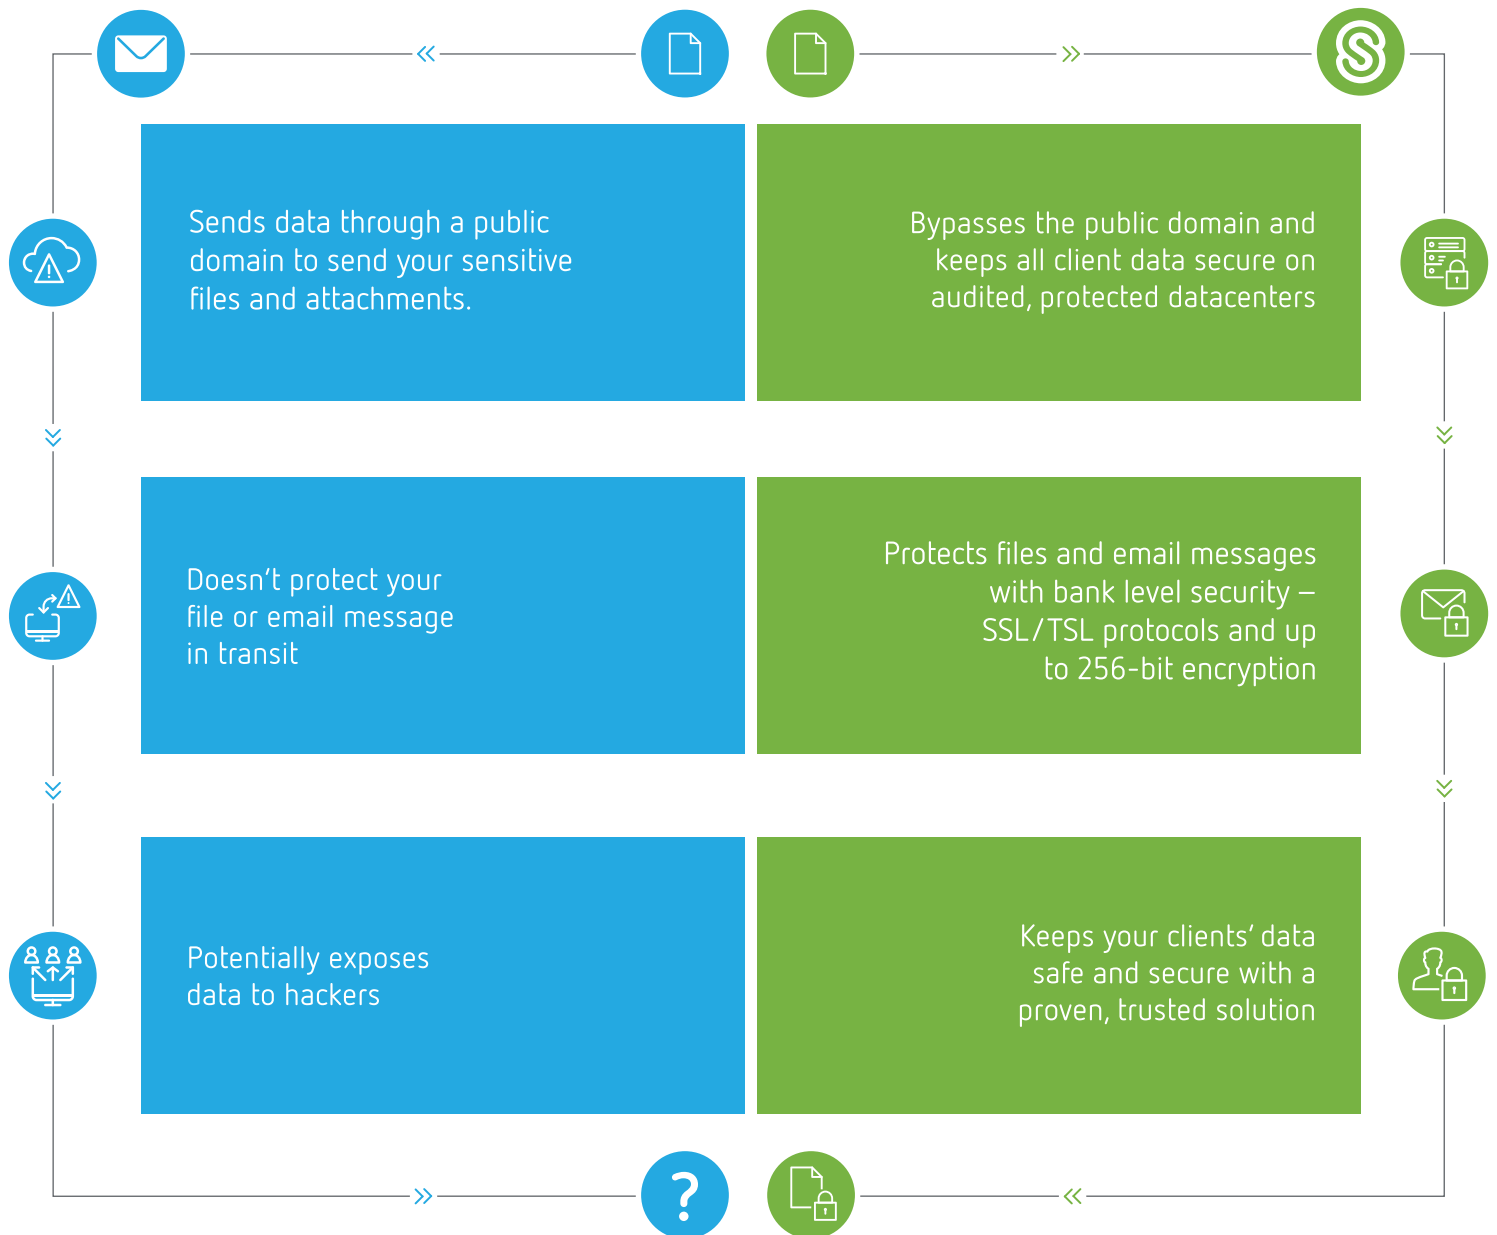 Sends data through a public
domain to send your sensitive
files and attachments.
Bypasses the public domain and
keeps all client data secure on
audited, protected datacenters
Doesn't protect your
file or email message
in transit
Protects files and email messages
with bank level security –
SSL/TSL protocols and up
to 256-bit encryption
Potentially exposes
data to hackers
Keeps your clients' data
safe and secure with a
proven, trusted solution
?